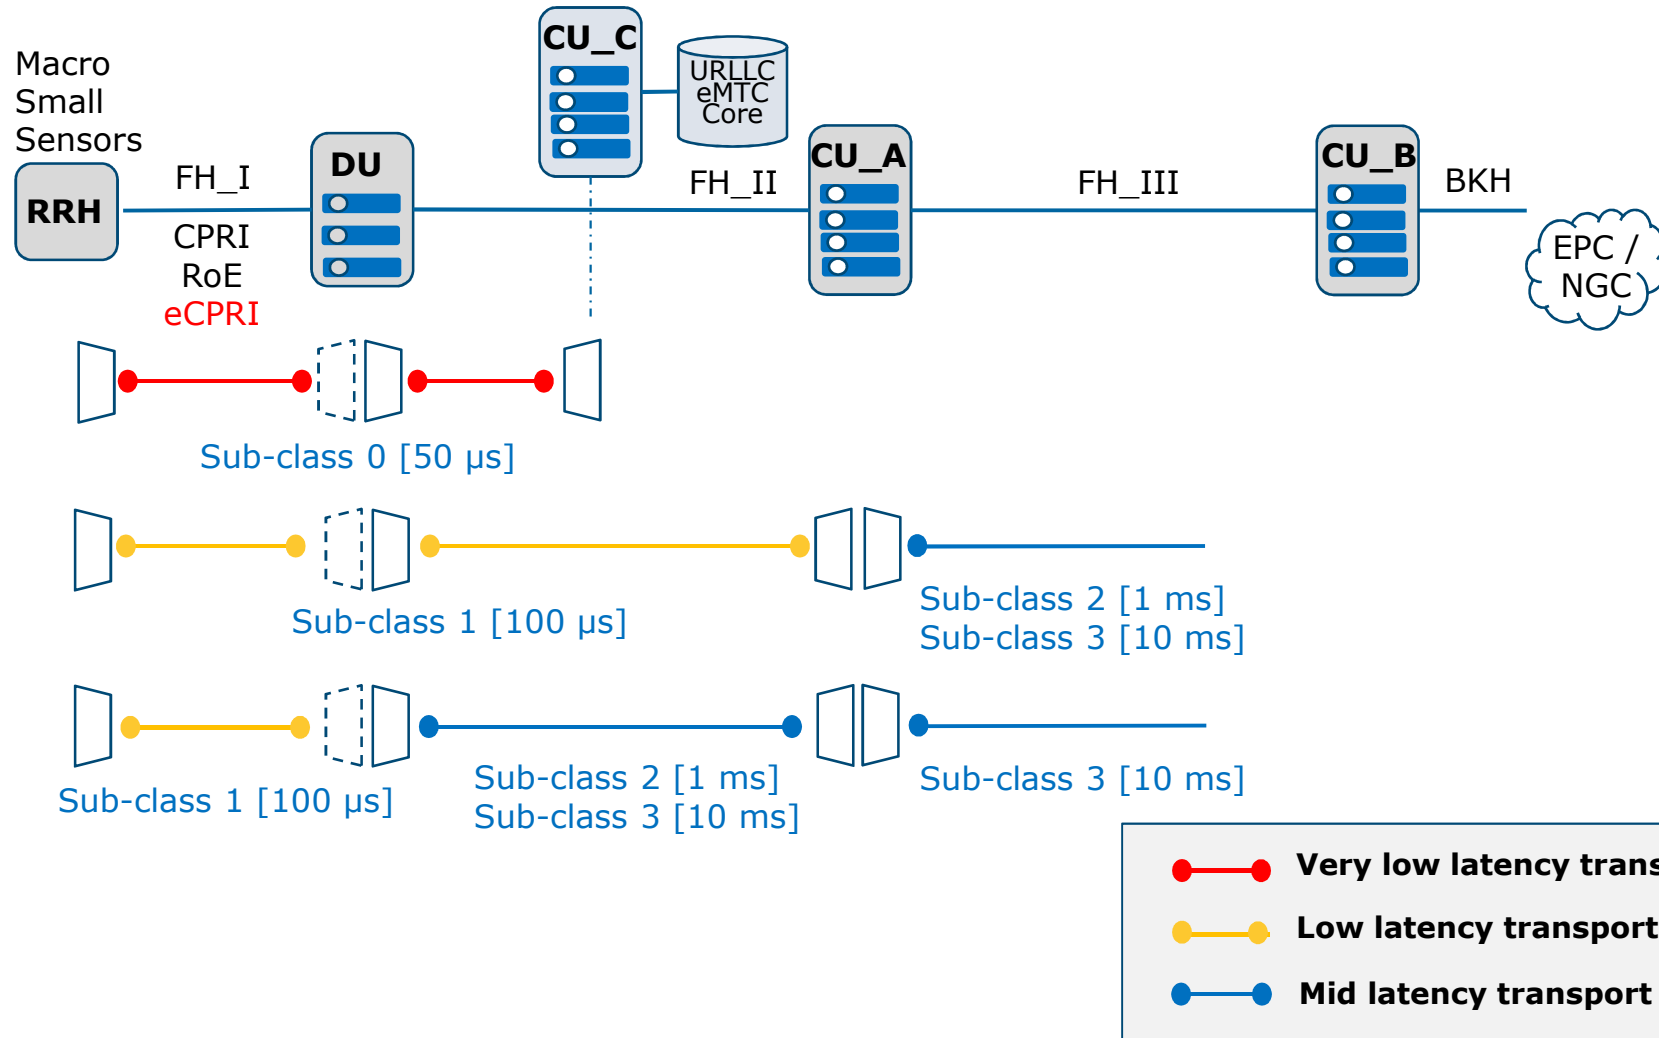 Macro
Small
Sensors
RRH
FH_I
CPRI
RoE
eCPRI
DU
CU_C
URLLC
eMTC
Core
FH_II
CU_A
FH_III
CU_B
BKH
EPC /
NGC
Sub-class 0 [50 µs]
Sub-class 1 [100 µs]
Sub-class 2 [1 ms]
Sub-class 3 [10 ms]
Sub-class 1 [100 µs]
Sub-class 2 [1 ms]
Sub-class 3 [10 ms]
Sub-class 3 [10 ms]
Very low latency
Low latency transport
Mid latency transport